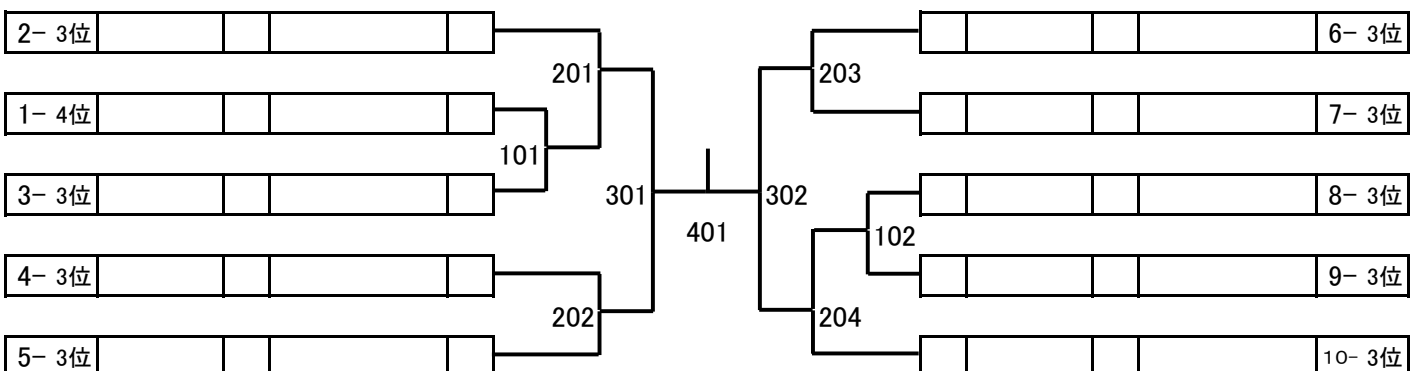 2- 3位
6- 3位
201
203
1- 4位
7- 3位
101
3- 3位
301
302
8- 3位
401
102
4- 3位
9- 3位
202
204
5- 3位
10- 3位